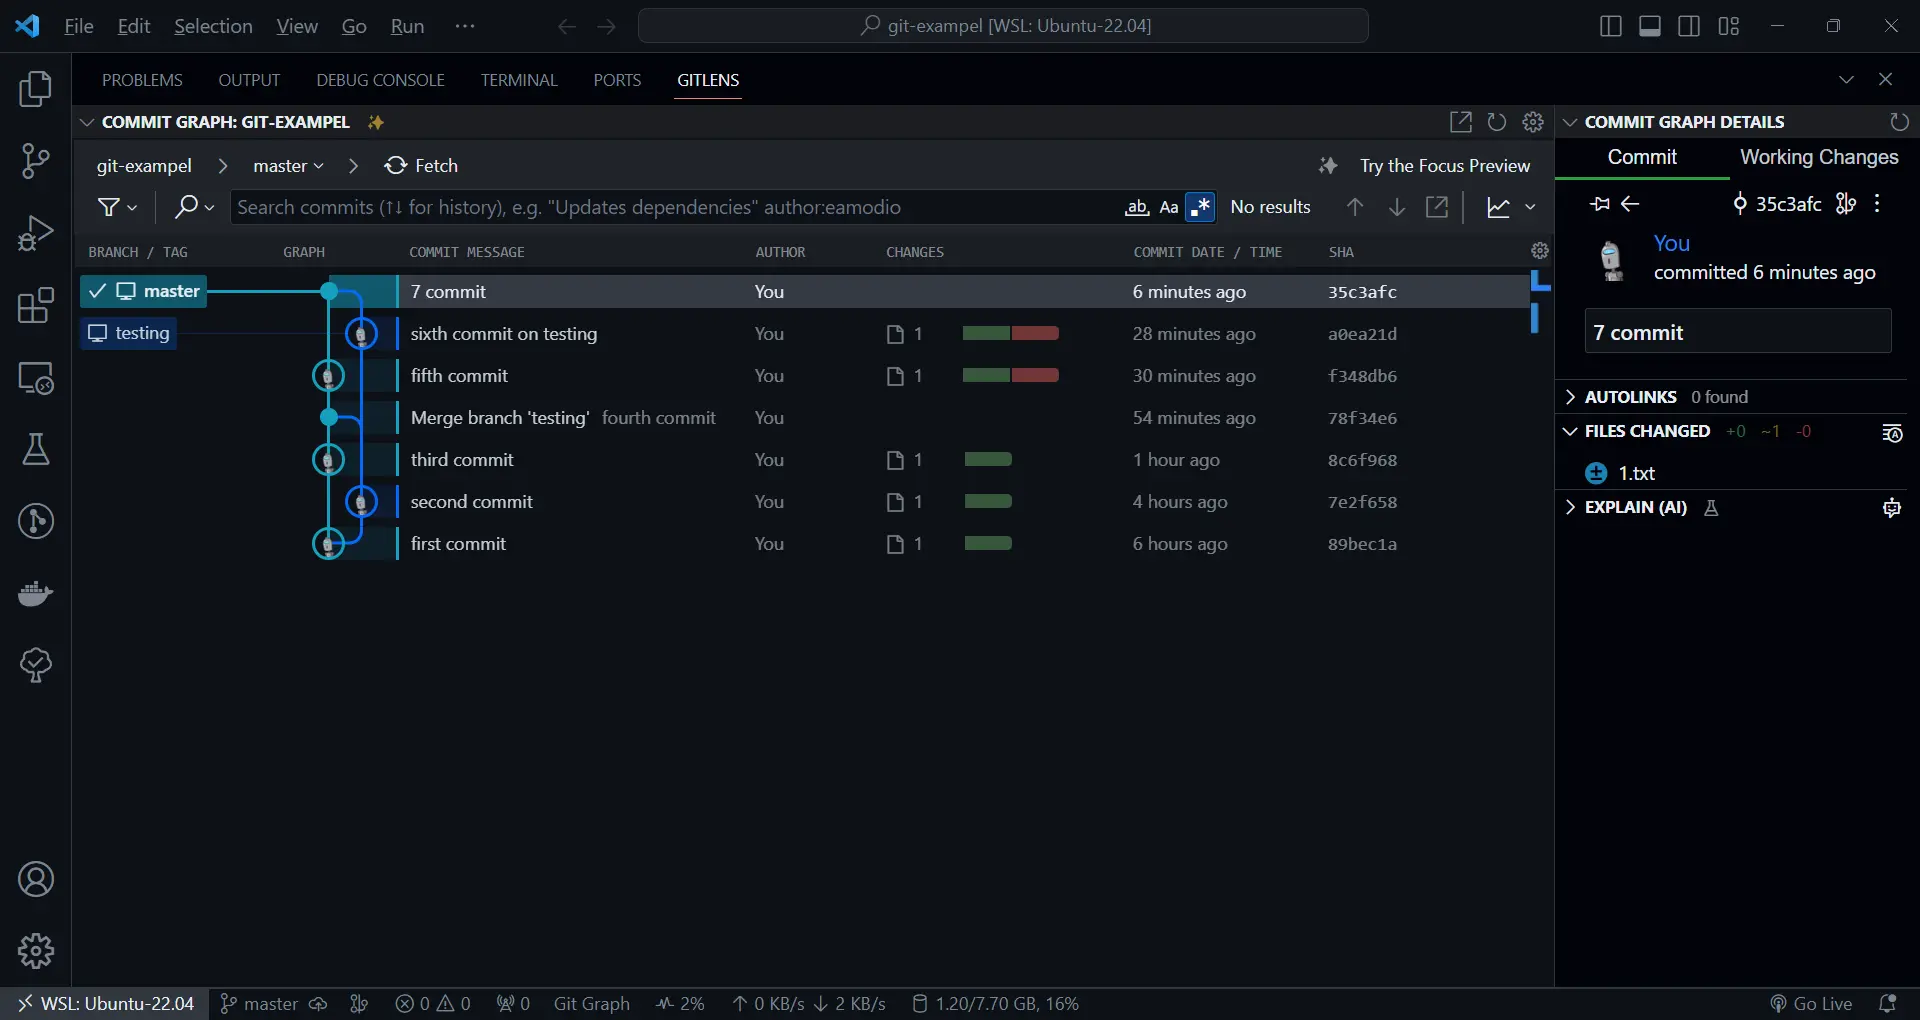 File Edit Selection View Go Run ··· git-exampel [WSL: Ubuntu-22.04]
PROBLEMS OUTPUT DEBUG CONSOLE TERMINAL PORTS GITLENS
COMMIT GRAPH: GIT-EXAMPEL
git-exampel > master > Fetch Try the Focus Preview
Search commits (↑↓ for history), e.g. "Updates dependencies" author:eamodio ab Aa .* No results
BRANCH / TAG GRAPH COMMIT MESSAGE AUTHOR CHANGES COMMIT DATE / TIME SHA
master 7 commit You 6 minutes ago 35c3afc
testing sixth commit on testing You 1 28 minutes ago a0ea21d
fifth commit You 1 30 minutes ago f348db6
Merge branch 'testing' fourth commit You 54 minutes ago 78f34e6
third commit You 1 1 hour ago 8c6f968
second commit You 1 4 hours ago 7e2f658
first commit You 1 6 hours ago 89bec1a
COMMIT GRAPH DETAILS
Commit Working Changes
35c3afc
You
committed 6 minutes ago
7 commit
AUTOLINKS 0 found
FILES CHANGED +0 ~1 -0
1.txt
EXPLAIN (AI)
WSL: Ubuntu-22.04 master 0 0 0 Git Graph 2% ↑ 0 KB/s ↓ 2 KB/s 1.20/7.70 GB, 16% Go Live